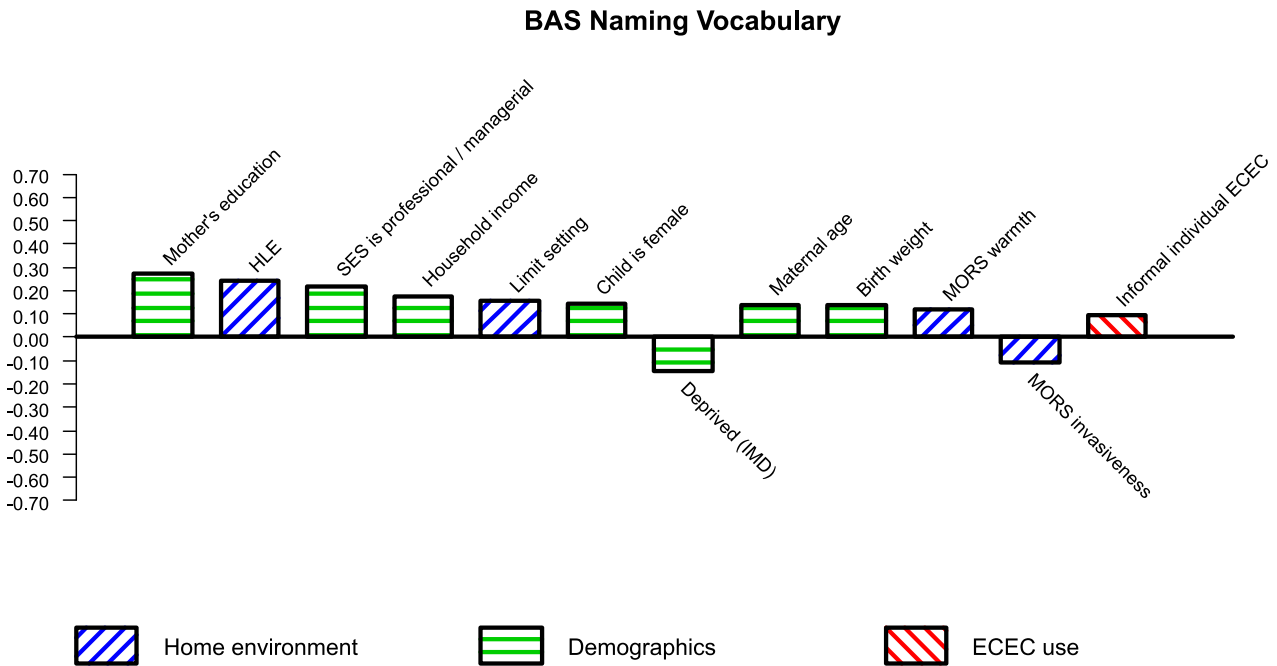 BAS Naming Vocabulary
0.70
0.60
0.50
0.40
0.30
0.20
0.10
0.00
-0.10
-0.20
-0.30
-0.40
-0.50
-0.60
-0.70
Mother's education
HLE
SES is professional / managerial
Household income
Limit setting
Child is female
Deprived (IMD)
Maternal age
Birth weight
MORS warmth
MORS invasiveness
Informal individual ECEC
Home environment
Demographics
ECEC use